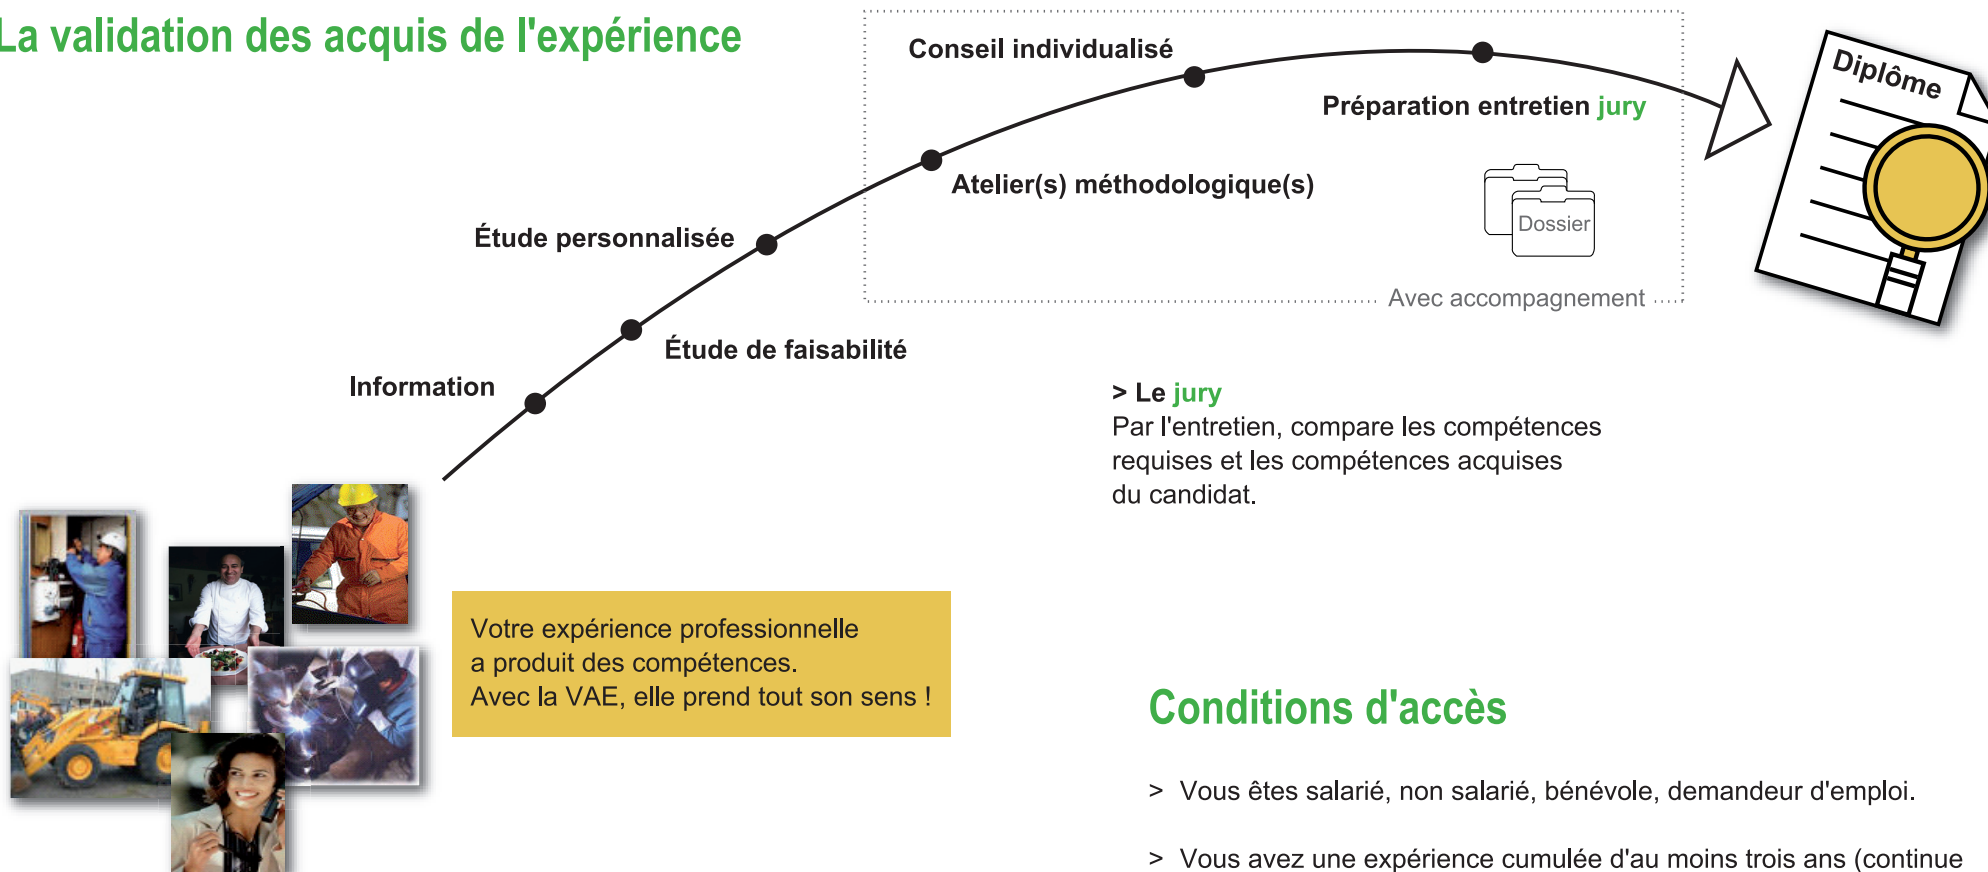 La validation des acquis de l'expérience
Conseil individualisé
Préparation entretien jury
Diplôme
Atelier(s) méthodologique(s)
Dossier
Étude personnalisée
Avec accompagnement
Étude de faisabilité
Information
> Le jury
Par l'entretien, compare les compétences
requises et les compétences acquises
du candidat.
Votre expérience professionnelle
a produit des compétences.
Avec la VAE, elle prend tout son sens !
Conditions d'accès
> Vous êtes salarié, non salarié, bénévole, demandeur d'emploi.
> Vous avez une expérience cumulée d'au moins trois ans (continue